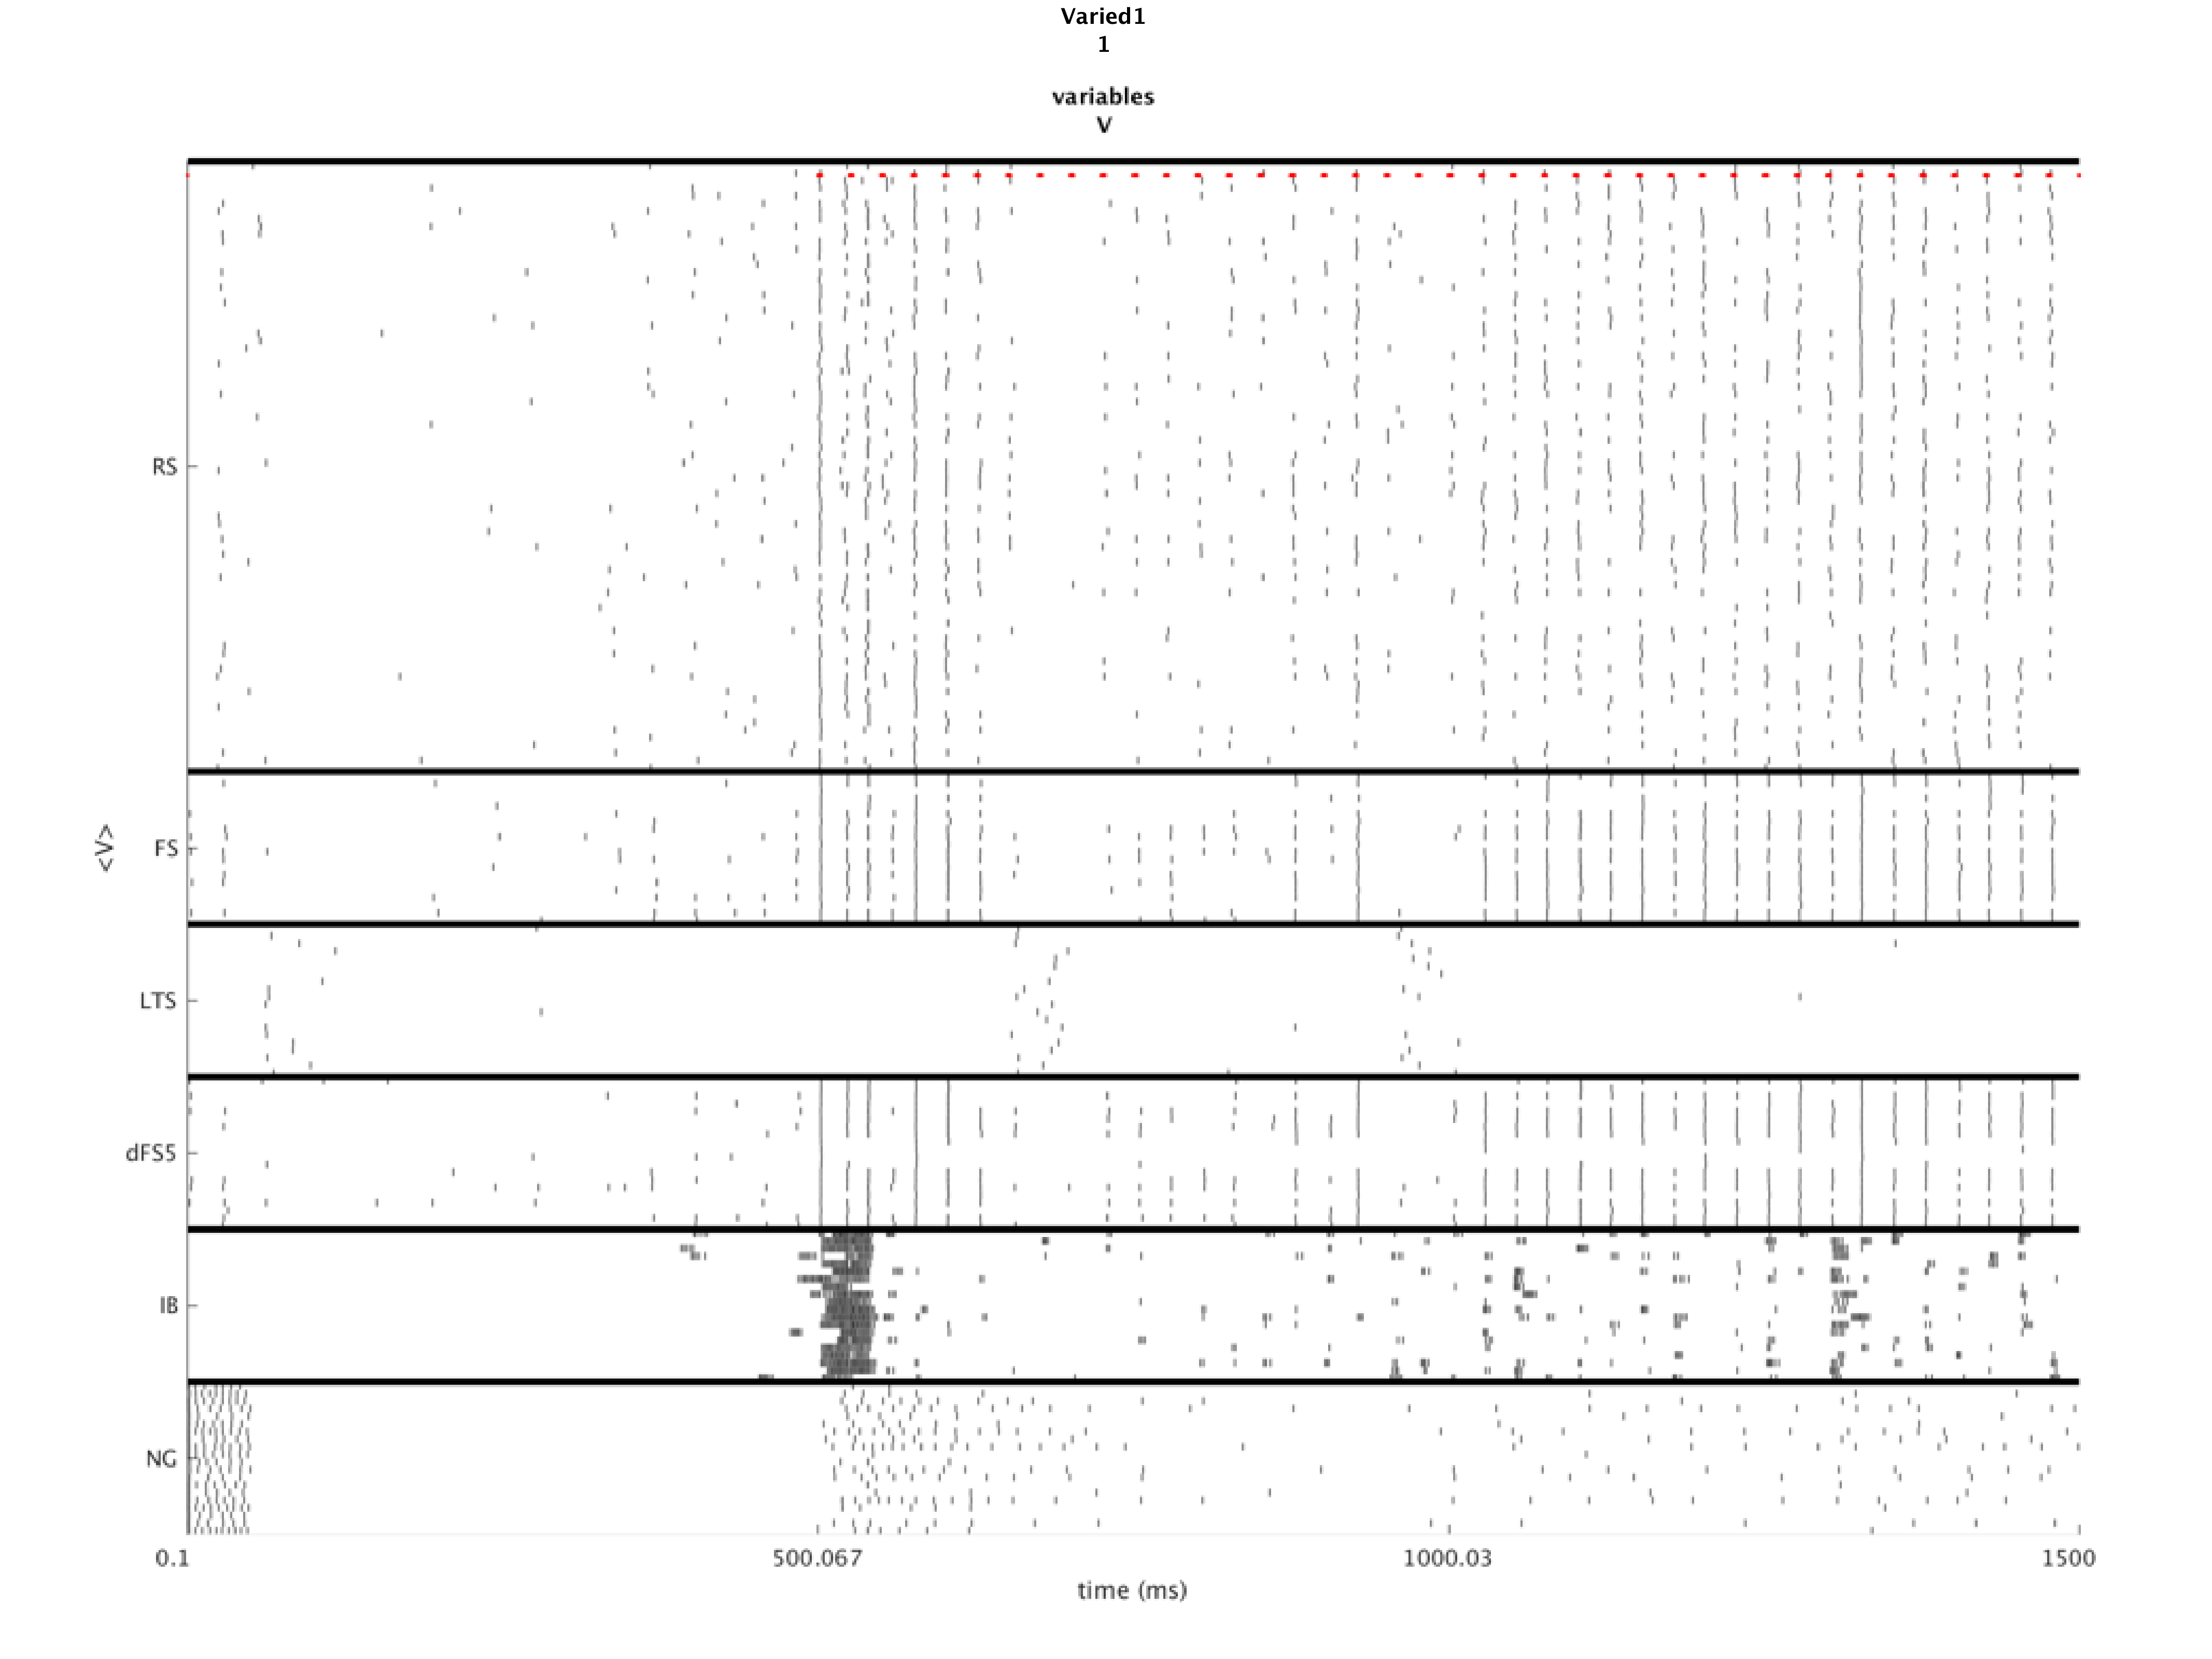 Varied1
1
variables
V
RS
FS
<V>
LTS
dFS5
IB
NG
0.1 500.067 1000.03 1500
time (ms)